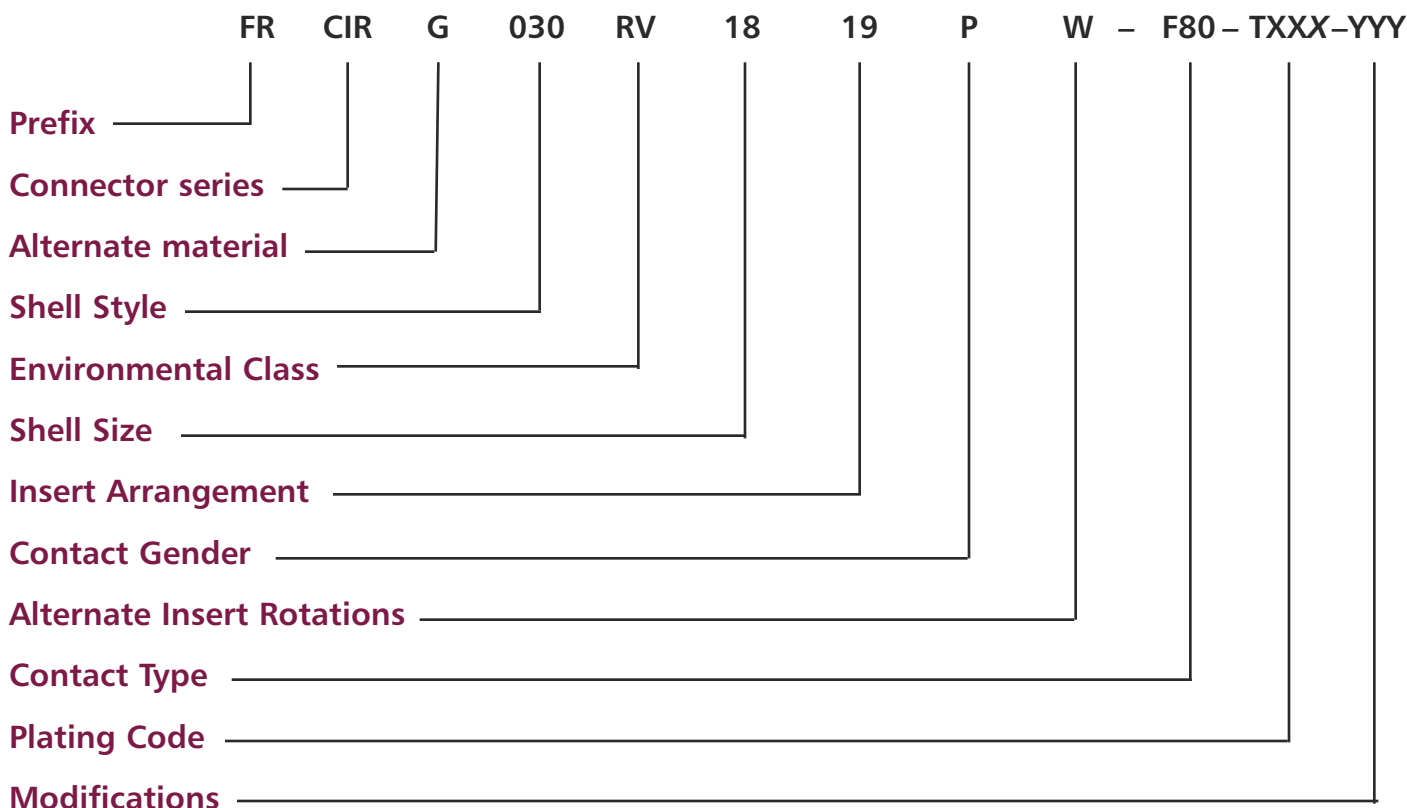 FR CIR G 030 RV 18 19 P W – F80 – TXXX–YYY
Prefix
Connector series
Alternate material
Shell Style
Environmental Class
Shell Size
Insert Arrangement
Contact Gender
Alternate Insert Rotations
Contact Type
Plating Code
Modifications